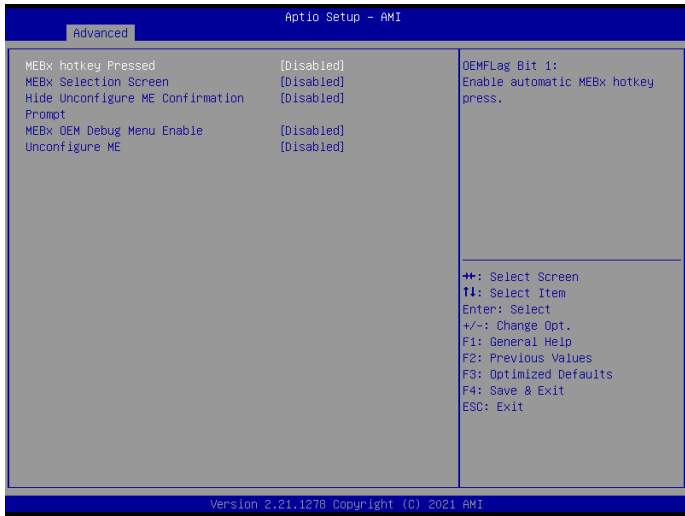 Aptio Setup – AMI
Advanced
MEBx hotkey Pressed [Disabled]
MEBx Selection Screen [Disabled]
Hide Unconfigure ME Confirmation [Disabled]
Prompt
MEBx OEM Debug Menu Enable [Disabled]
Unconfigure ME [Disabled]
OEMFLag Bit 1:
Enable automatic MEBx hotkey
press.
→←: Select Screen
↑↓: Select Item
Enter: Select
+/-: Change Opt.
F1: General Help
F2: Previous Values
F3: Optimized Defaults
F4: Save & Exit
ESC: Exit
Version 2.21.1278 Copyright (C) 2021 AMI